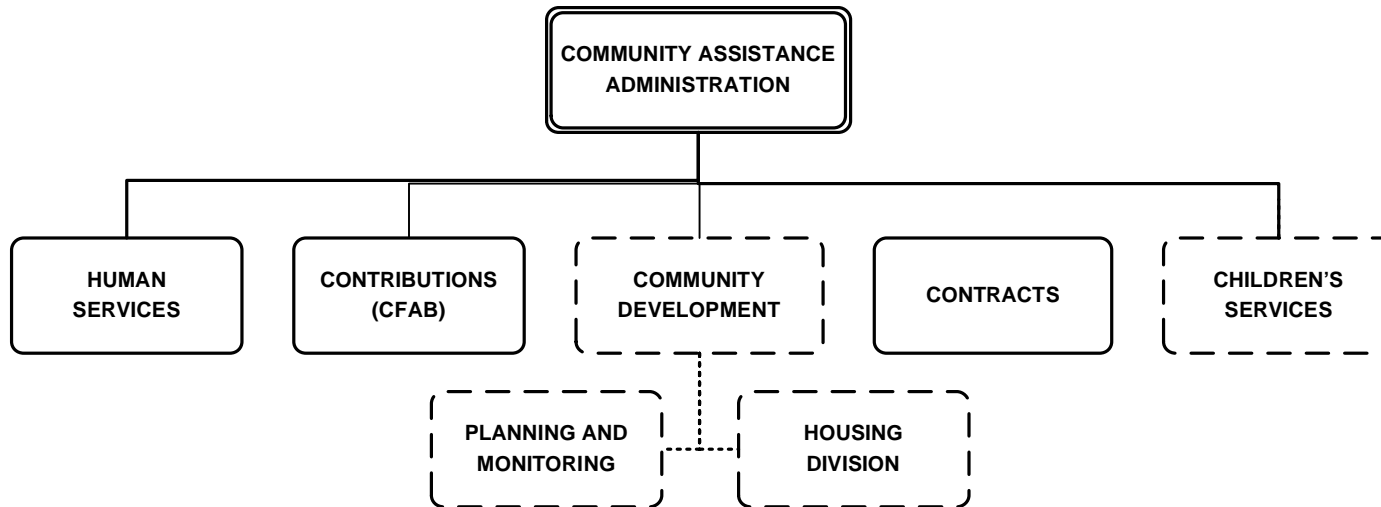 COMMUNITY ASSISTANCE
ADMINISTRATION
HUMAN
SERVICES
CONTRIBUTIONS
(CFAB)
COMMUNITY
DEVELOPMENT
CONTRACTS
CHILDREN’S
SERVICES
PLANNING AND
MONITORING
HOUSING
DIVISION